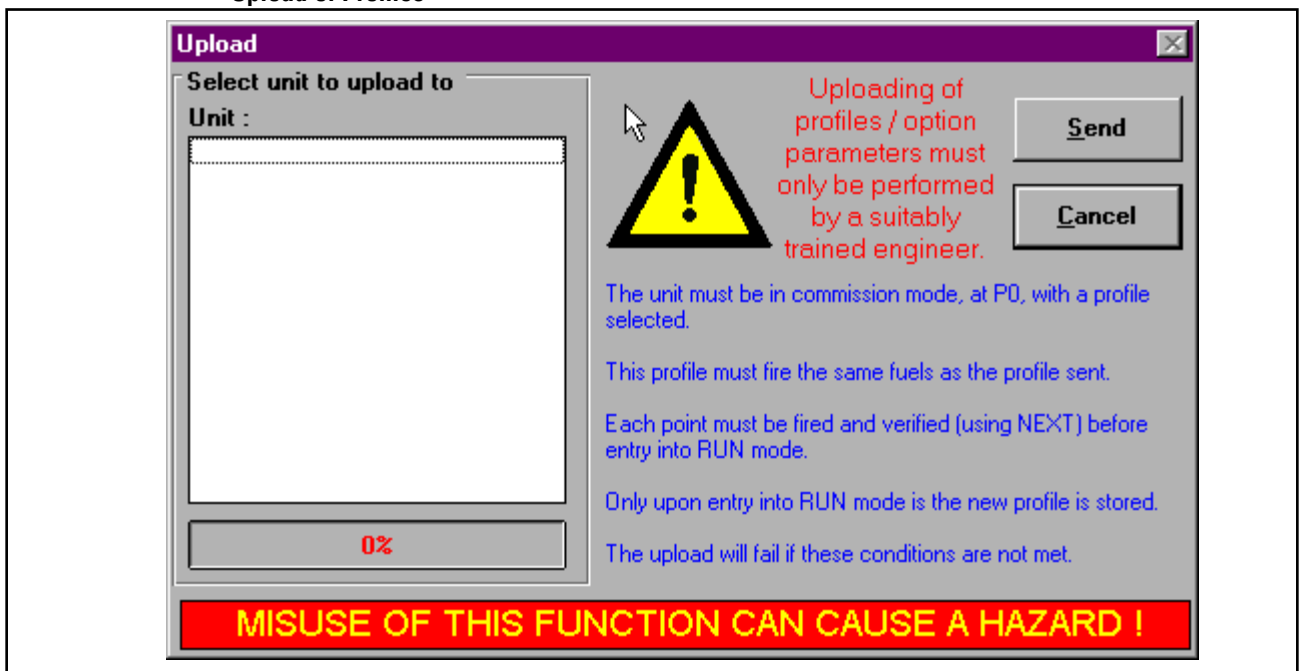 Upload of Profiles
Upload
Select unit to upload to
Unit :
0%
Uploading of
profiles / option
parameters must
only be performed
by a suitably
trained engineer.
Send
Cancel
The unit must be in commission mode, at P0, with a profile
selected.
This profile must fire the same fuels as the profile sent.
Each point must be fired and verified (using NEXT) before
entry into RUN mode.
Only upon entry into RUN mode is the new profile is stored.
The upload will fail if these conditions are not met.
MISUSE OF THIS FUNCTION CAN CAUSE A HAZARD !